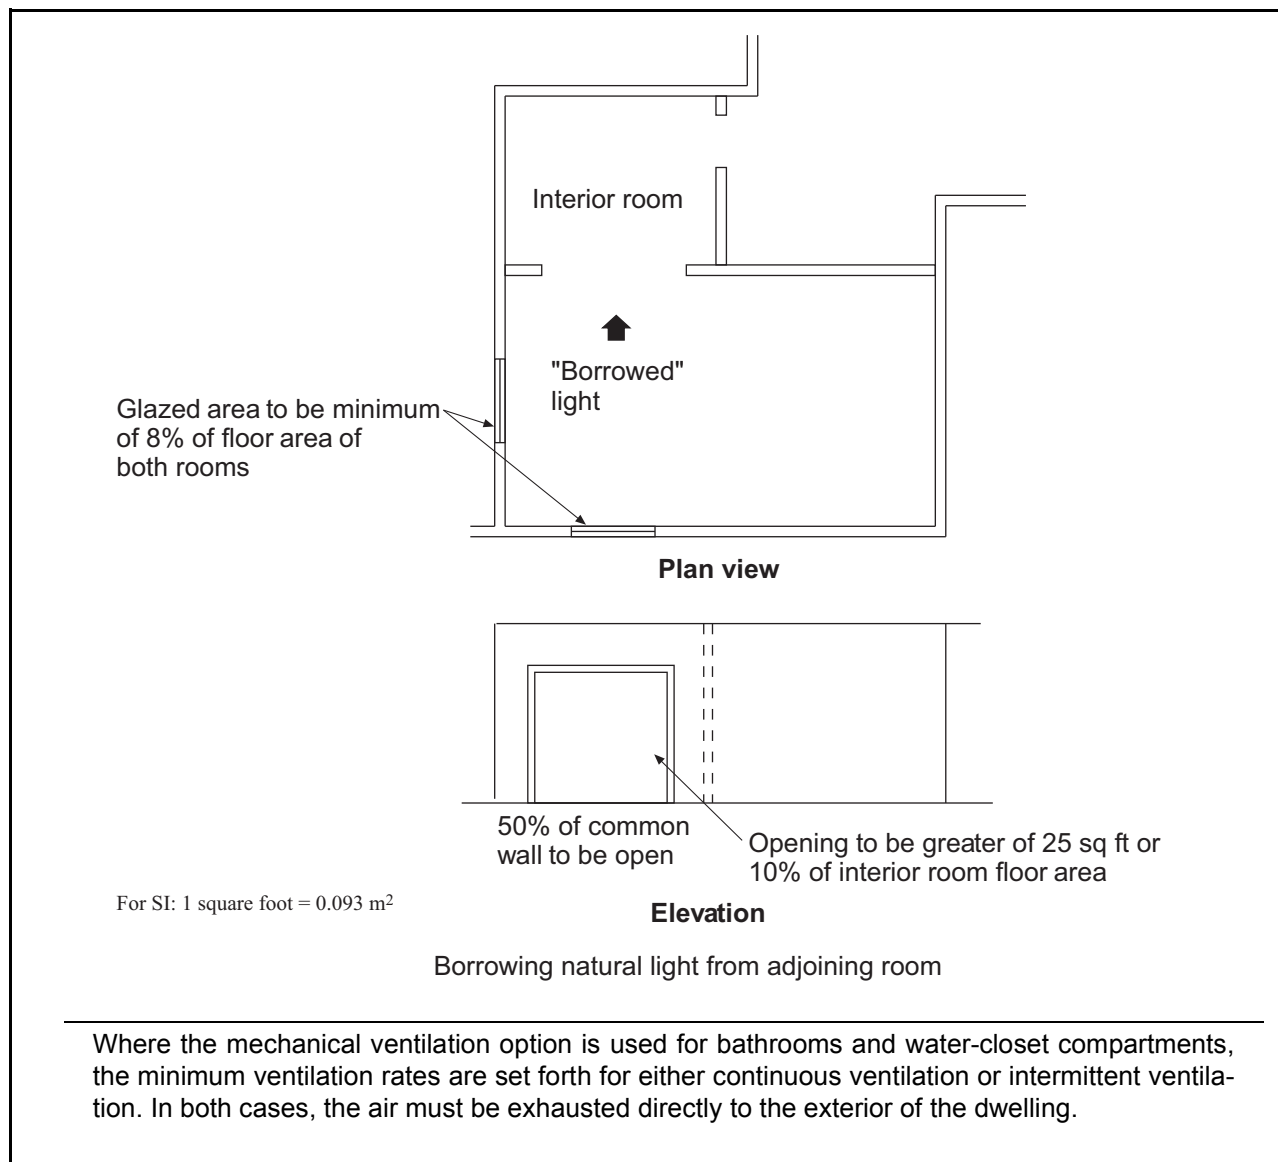 Interior room
"Borrowed"
light
Glazed area to be minimum
of 8% of floor area of
both rooms
Plan view
50% of common
wall to be open
Opening to be greater of 25 sq ft or
10% of interior room floor area
For SI: 1 square foot = 0.093 m²
Elevation
Borrowing natural light from adjoining room
Where the mechanical ventilation option is used for bathrooms and water-closet compartments,
the minimum ventilation rates are set forth for either continuous ventilation or intermittent ventila-
tion. In both cases, the air must be exhausted directly to the exterior of the dwelling.